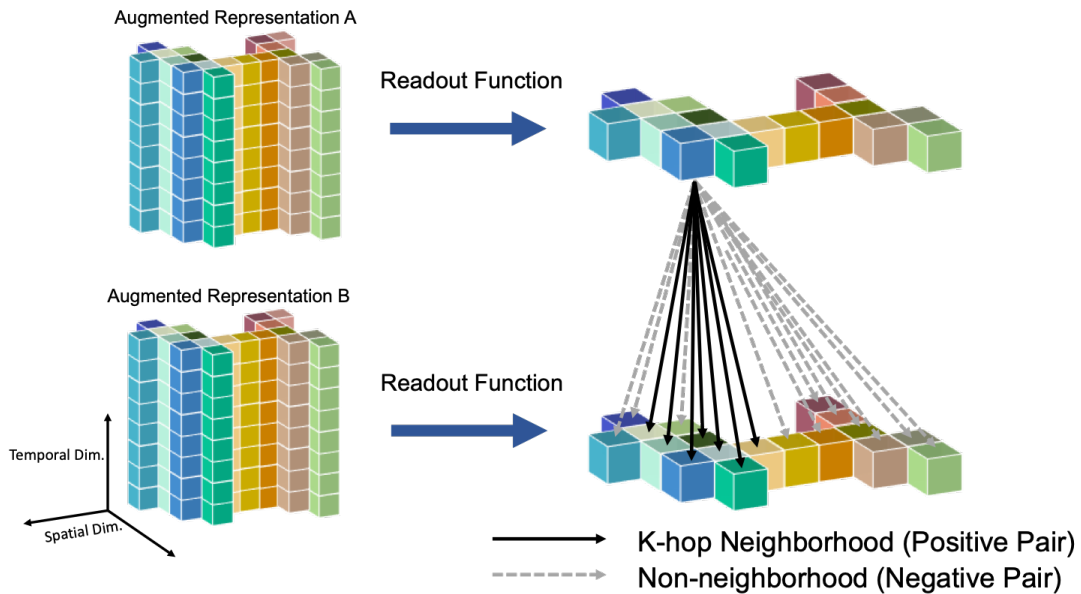 Augmented Representation A
Readout Function
Augmented Representation B
Readout Function
Temporal Dim.
Spatial Dim.
K-hop Neighborhood (Positive Pair)
Non-neighborhood (Negative Pair)